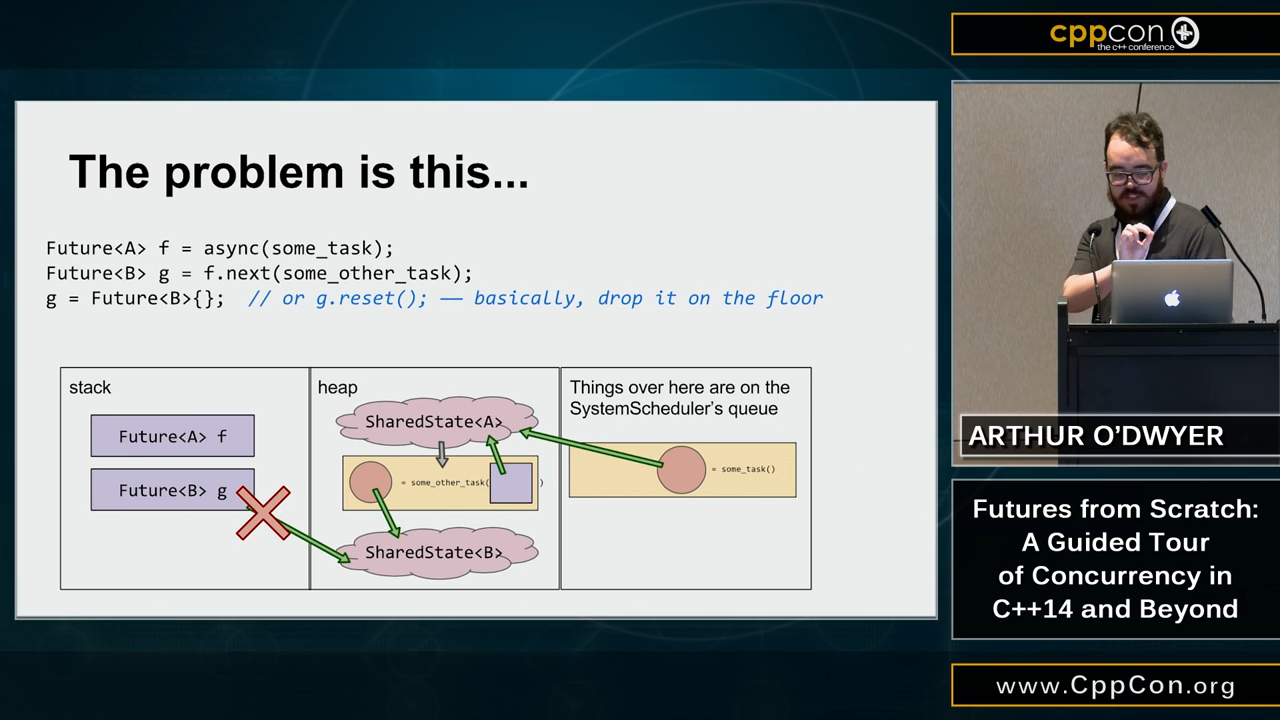 The problem is this...
Future<A> f = async(some_task);
Future<B> g = f.next(some_other_task);
g = Future<B>{};  // or g.reset(); —— basically, drop it on the floor
stack
Future<A> f
Future<B> g
heap
SharedState<A>
= some_other_task( )
SharedState<B>
Things over here are on the
SystemScheduler's queue
= some_task()
cppcon
the c++ conference
ARTHUR O'DWYER
Futures from Scratch:
A Guided Tour
of Concurrency in
C++14 and Beyond
www.CppCon.org